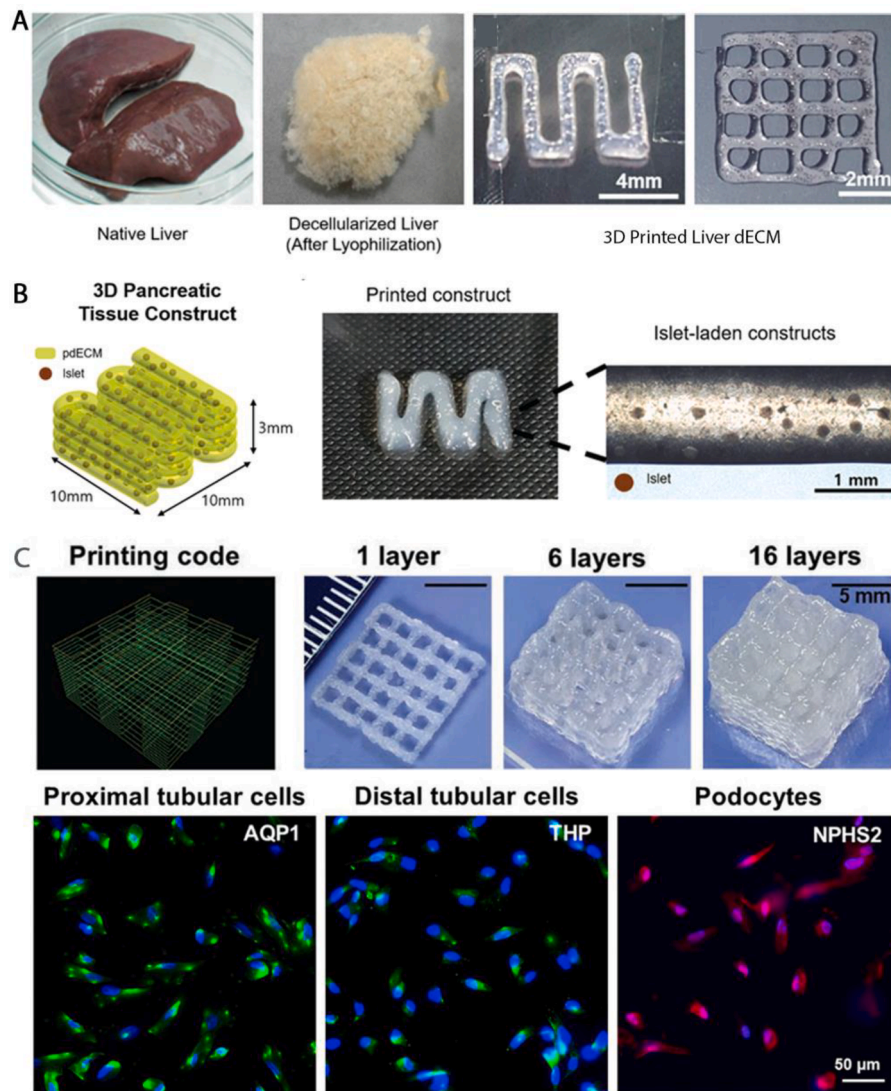 A
4mm
2mm
Native Liver
Decellularized Liver
(After Lyophilization)
3D Printed Liver dECM
B
3D Pancreatic
Tissue Construct
pdECM
Islet
3mm
10mm
10mm
Printed construct
Islet-laden constructs
Islet
1 mm
C
Printing code
1 layer
6 layers
16 layers
5 mm
Proximal tubular cells
Distal tubular cells
Podocytes
AQP1
THP
NPHS2
50 µm